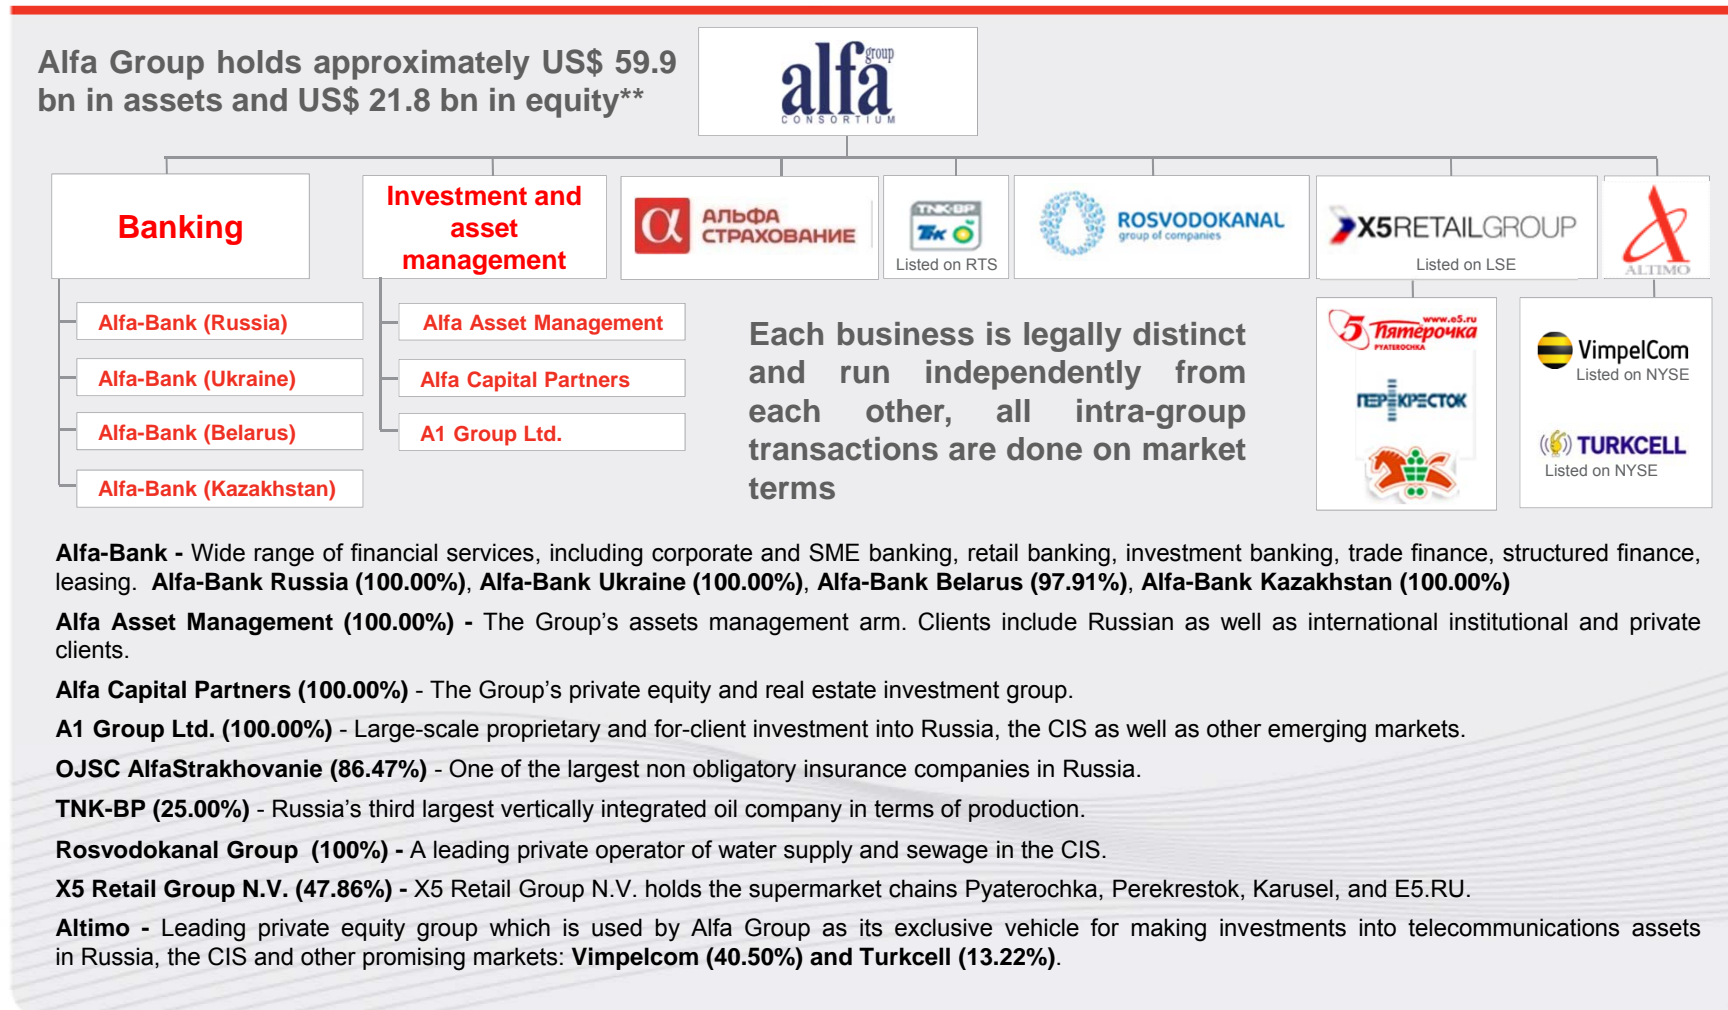 Alfa Group holds approximately US$ 59.9
bn in assets and US$ 21.8 bn in equity**
alfa group
CONSORTIUM
Banking
Investment and
asset
management
АЛЬФА
СТРАХОВАНИЕ
TNK-BP
ТНК
Listed on RTS
ROSVODOKANAL
group of companies
X5RETAILGROUP
Listed on LSE
ALTIMO
Alfa-Bank (Russia)
Alfa-Bank (Ukraine)
Alfa-Bank (Belarus)
Alfa-Bank (Kazakhstan)
Alfa Asset Management
Alfa Capital Partners
A1 Group Ltd.
Each business is legally distinct
and run independently from
each other, all intra-group
transactions are done on market
terms
www.e5.ru
5 Пятёрочка
PYATEROCHKA
ПЕРЕКРЕСТОК
VimpelCom
Listed on NYSE
TURKCELL
Listed on NYSE
Alfa-Bank - Wide range of financial services, including corporate and SME banking, retail banking, investment banking, trade finance, structured finance,
leasing. Alfa-Bank Russia (100.00%), Alfa-Bank Ukraine (100.00%), Alfa-Bank Belarus (97.91%), Alfa-Bank Kazakhstan (100.00%)
Alfa Asset Management (100.00%) - The Group's assets management arm. Clients include Russian as well as international institutional and private
clients.
Alfa Capital Partners (100.00%) - The Group's private equity and real estate investment group.
A1 Group Ltd. (100.00%) - Large-scale proprietary and for-client investment into Russia, the CIS as well as other emerging markets.
OJSC AlfaStrakhovanie (86.47%) - One of the largest non obligatory insurance companies in Russia.
TNK-BP (25.00%) - Russia's third largest vertically integrated oil company in terms of production.
Rosvodokanal Group (100%) - A leading private operator of water supply and sewage in the CIS.
X5 Retail Group N.V. (47.86%) - X5 Retail Group N.V. holds the supermarket chains Pyaterochka, Perekrestok, Karusel, and E5.RU.
Altimo - Leading private equity group which is used by Alfa Group as its exclusive vehicle for making investments into telecommunications assets
in Russia, the CIS and other promising markets: Vimpelcom (40.50%) and Turkcell (13.22%).